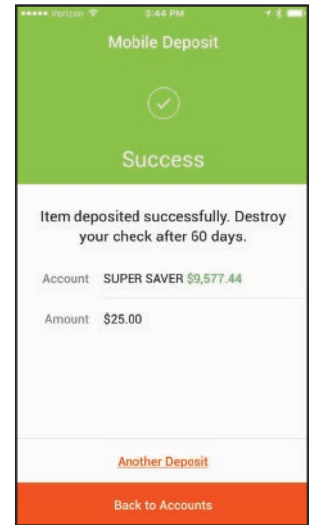 Verizon 3:44 PM
Mobile Deposit
Success
Item deposited successfully. Destroy
your check after 60 days.
Account SUPER SAVER $9,577.44
Amount $25.00
Another Deposit
Back to Accounts